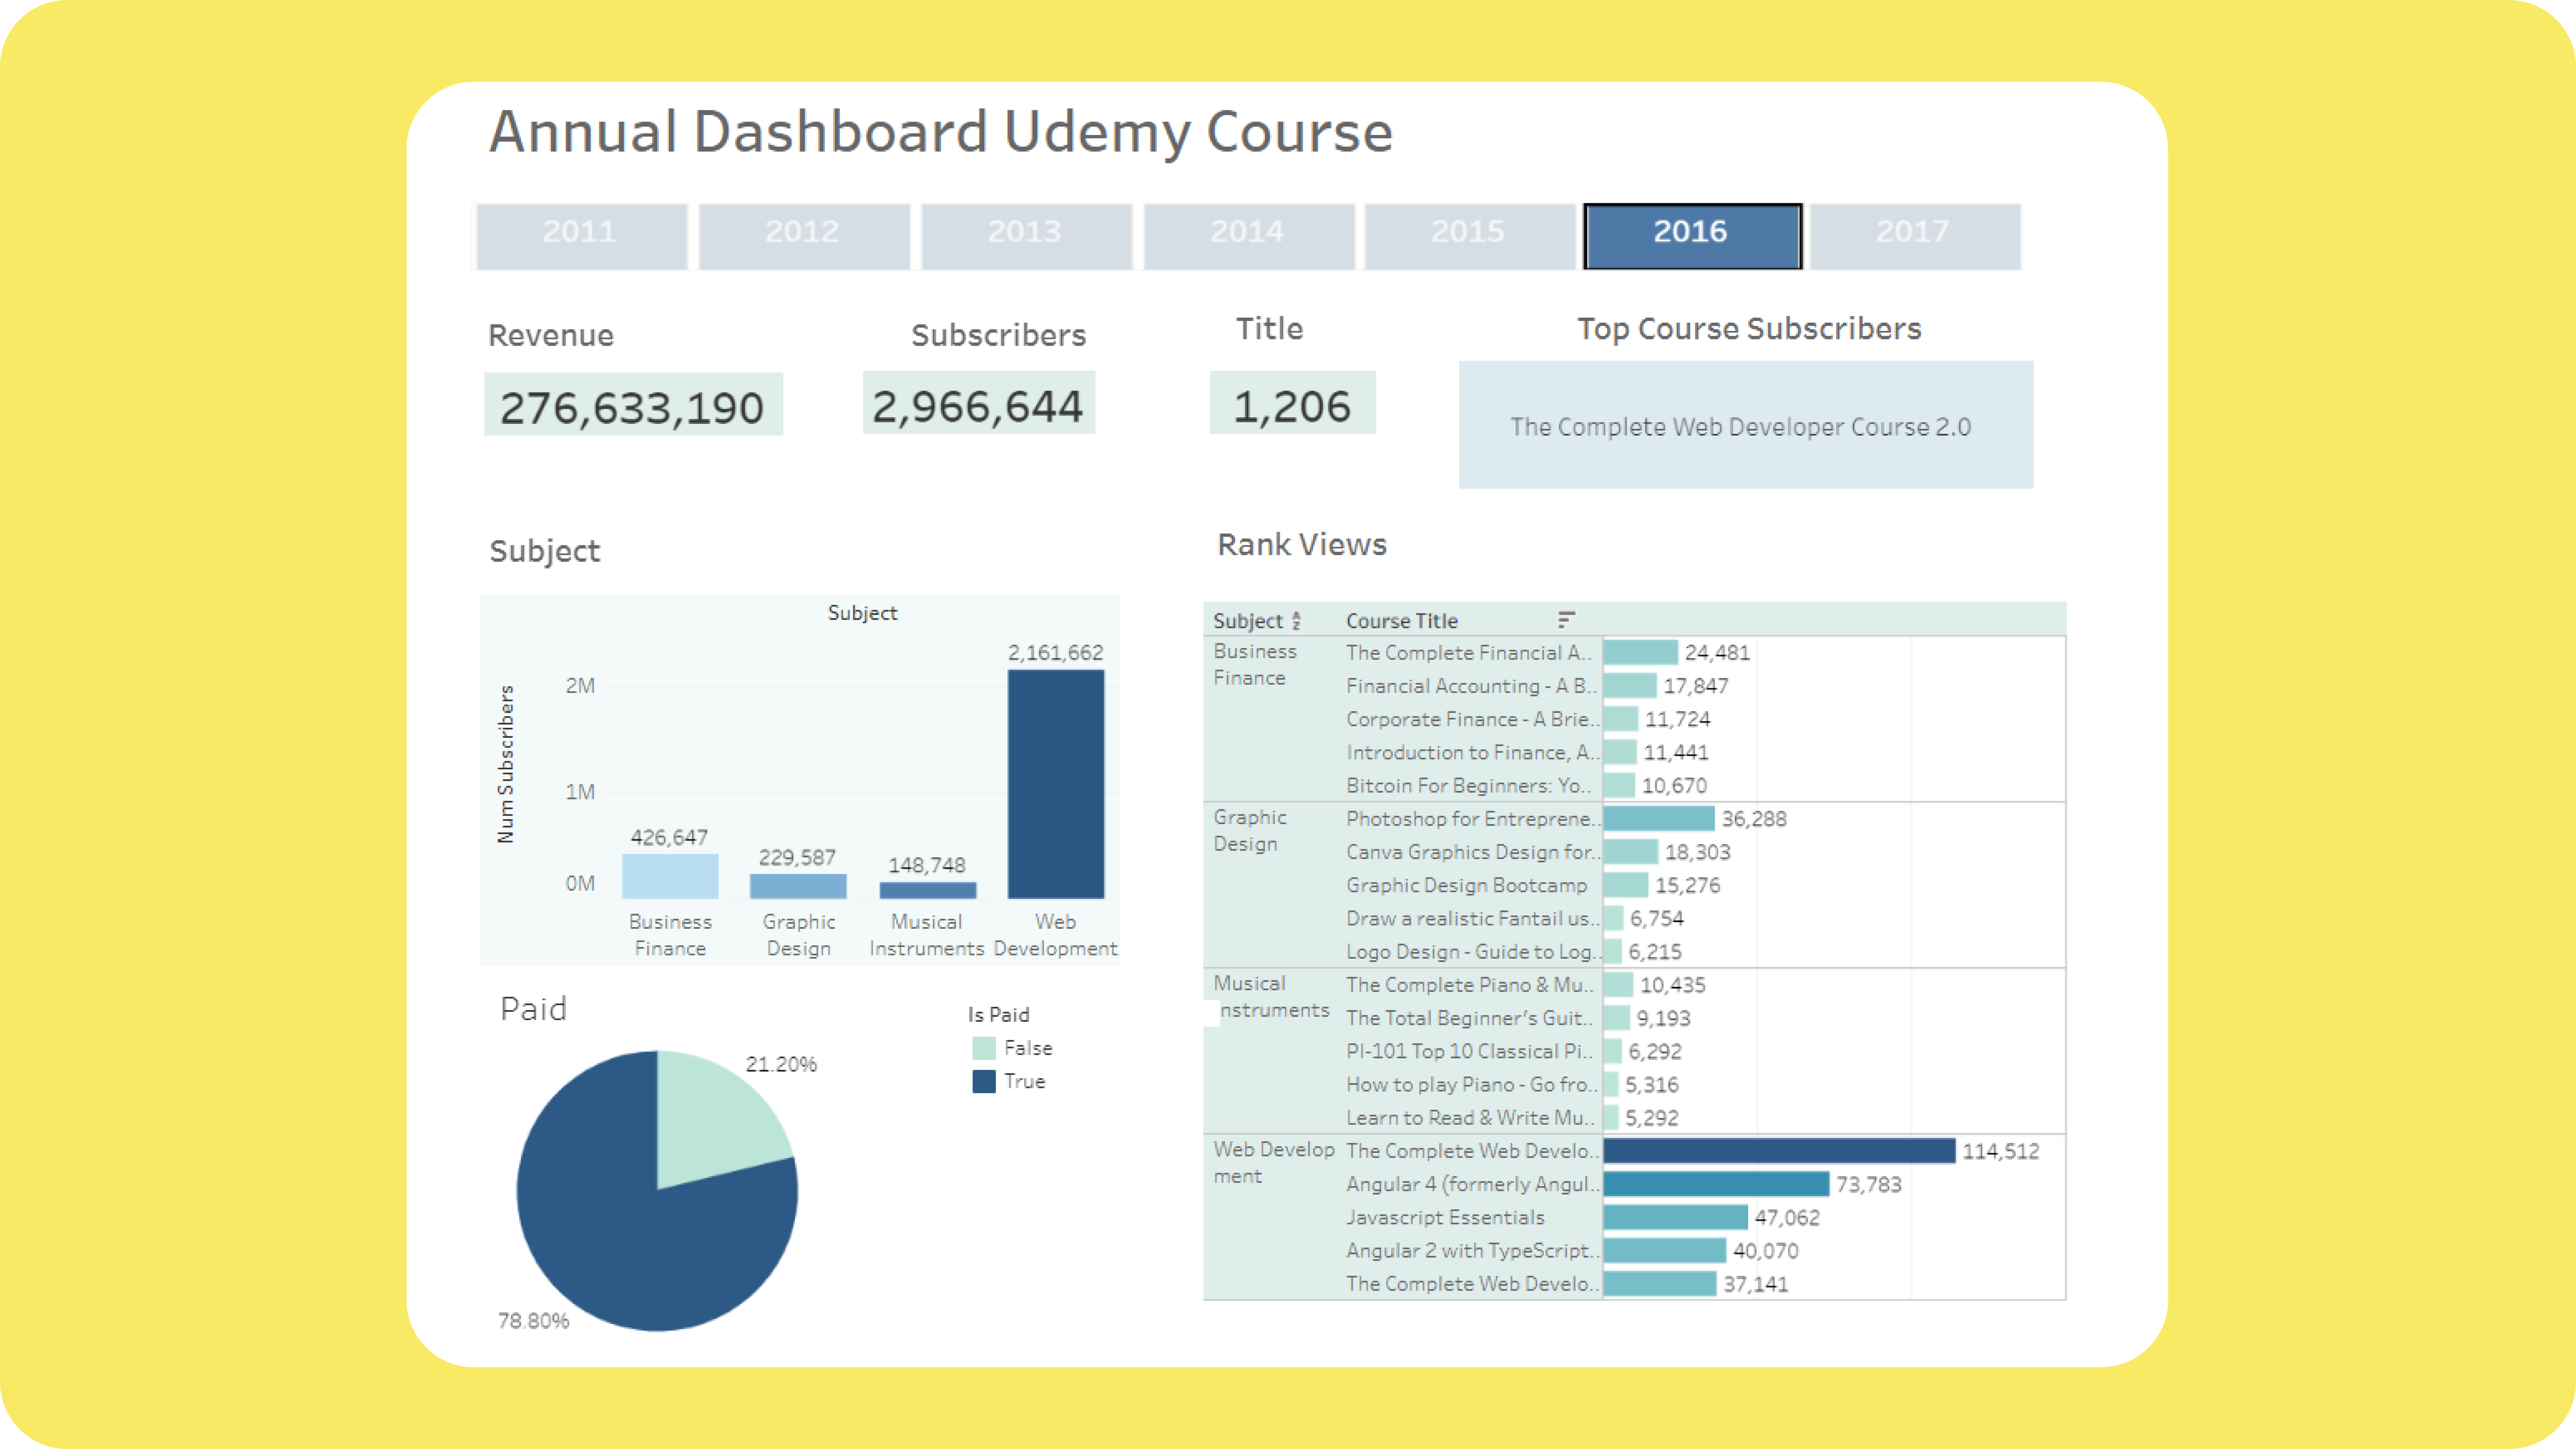 Annual Dashboard Udemy Course
2011 2012 2013 2014 2015 2016 2017
Revenue
276,633,190
Subscribers
2,966,644
Title
1,206
Top Course Subscribers
The Complete Web Developer Course 2.0
Subject
Subject
Num Subscribers
2M
1M
0M
426,647
229,587
148,748
2,161,662
Business
Finance
Graphic
Design
Musical
Instruments
Web
Development
Paid
21.20%
78.80%
Is Paid
False
True
Rank Views
Subject Course Title
Business
Finance
The Complete Financial A.. 24,481
Financial Accounting - A B.. 17,847
Corporate Finance - A Brie.. 11,724
Introduction to Finance, A.. 11,441
Bitcoin For Beginners: Yo.. 10,670
Graphic
Design
Photoshop for Entreprene.. 36,288
Canva Graphics Design for.. 18,303
Graphic Design Bootcamp 15,276
Draw a realistic Fantail us.. 6,754
Logo Design - Guide to Log.. 6,215
Musical
nstruments
The Complete Piano & Mu.. 10,435
The Total Beginner's Guit.. 9,193
PI-101 Top 10 Classical Pi.. 6,292
How to play Piano - Go fro.. 5,316
Learn to Read & Write Mu.. 5,292
Web Develop
ment
The Complete Web Develo.. 114,512
Angular 4 (formerly Angul.. 73,783
Javascript Essentials 47,062
Angular 2 with TypeScript.. 40,070
The Complete Web Develo.. 37,141